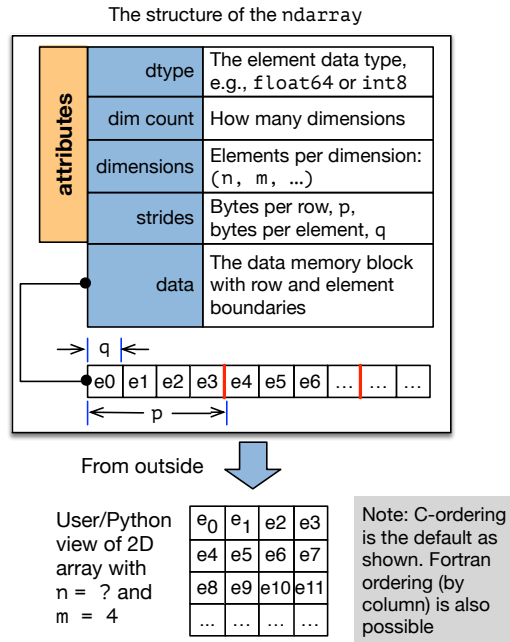 The structure of the ndarray
attributes
dtype
The element data type,
e.g., float64 or int8
dim count
How many dimensions
dimensions
Elements per dimension:
(n, m, …)
strides
Bytes per row, p,
bytes per element, q
data
The data memory block
with row and element
boundaries
q
e0 e1 e2 e3 e4 e5 e6 … … …
p
From outside
User/Python
view of 2D
array with
n = ? and
m = 4
e0 e1 e2 e3
e4 e5 e6 e7
e8 e9 e10 e11
... ... ... ...
Note: C-ordering
is the default as
shown. Fortran
ordering (by
column) is also
possible